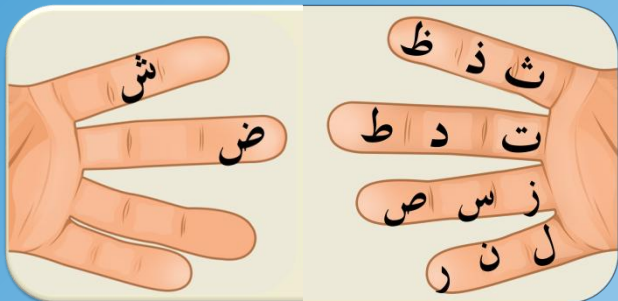 ث ذ ظ
ت د ط
ز س ص
ل ن ر
ش
ض